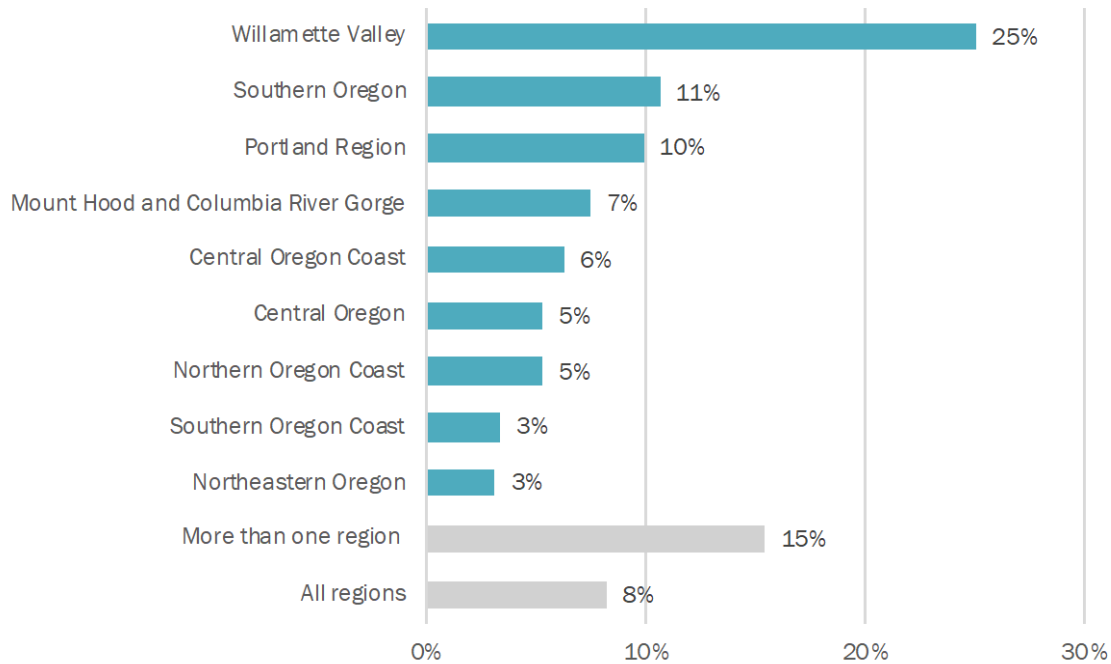 Willamette Valley 25%
Southern Oregon 11%
Portland Region 10%
Mount Hood and Columbia River Gorge 7%
Central Oregon Coast 6%
Central Oregon 5%
Northern Oregon Coast 5%
Southern Oregon Coast 3%
Northeastern Oregon 3%
More than one region 15%
All regions 8%
0% 10% 20% 30%